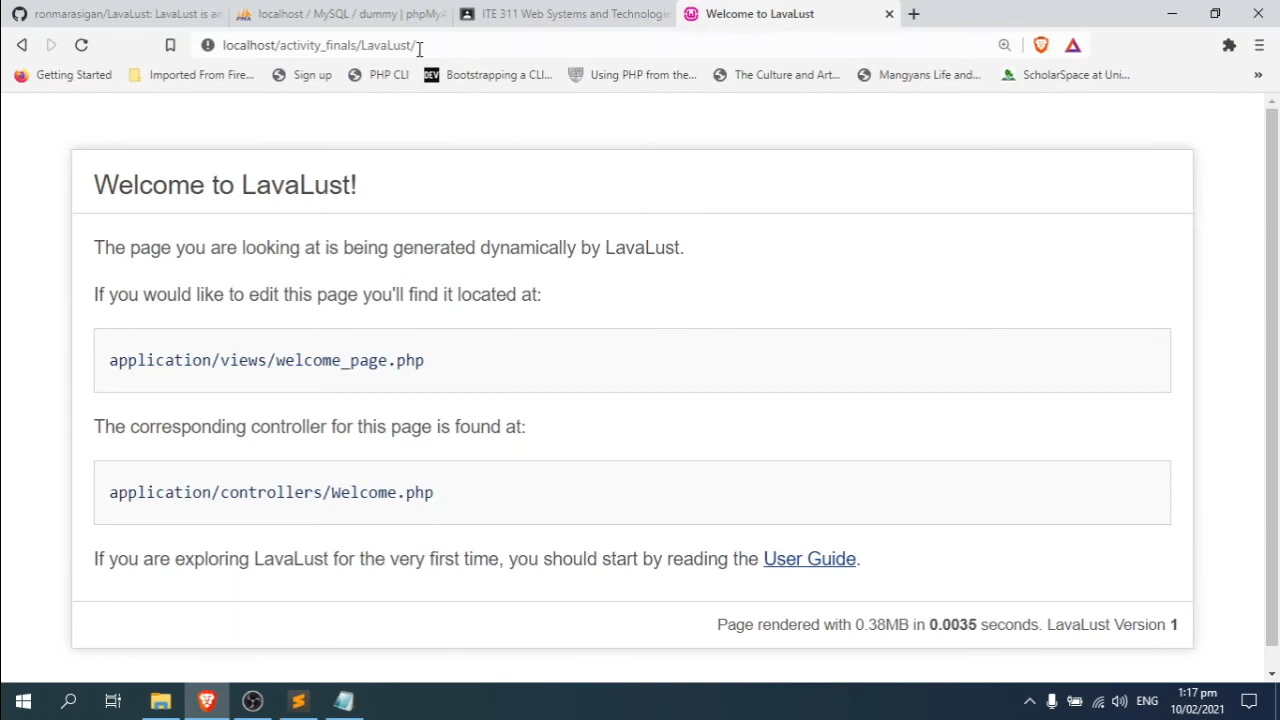 ronmarasigan/LavaLust: LavaLust is an
localhost / MySQL / dummy | phpMyA
ITE 311 Web Systems and Technologie
Welcome to LavaLust
localhost/activity_finals/LavaLust/
Getting Started
Imported From Fire...
Sign up
PHP CLI
DEV
Bootstrapping a CLI...
Using PHP from the...
The Culture and Art...
Mangyans Life and...
ScholarSpace at Uni...
Welcome to LavaLust!
The page you are looking at is being generated dynamically by LavaLust.
If you would like to edit this page you'll find it located at:
application/views/welcome_page.php
The corresponding controller for this page is found at:
application/controllers/Welcome.php
If you are exploring LavaLust for the very first time, you should start by reading the User Guide.
Page rendered with 0.38MB in 0.0035 seconds. LavaLust Version 1
ENG
1:17 pm
10/02/2021